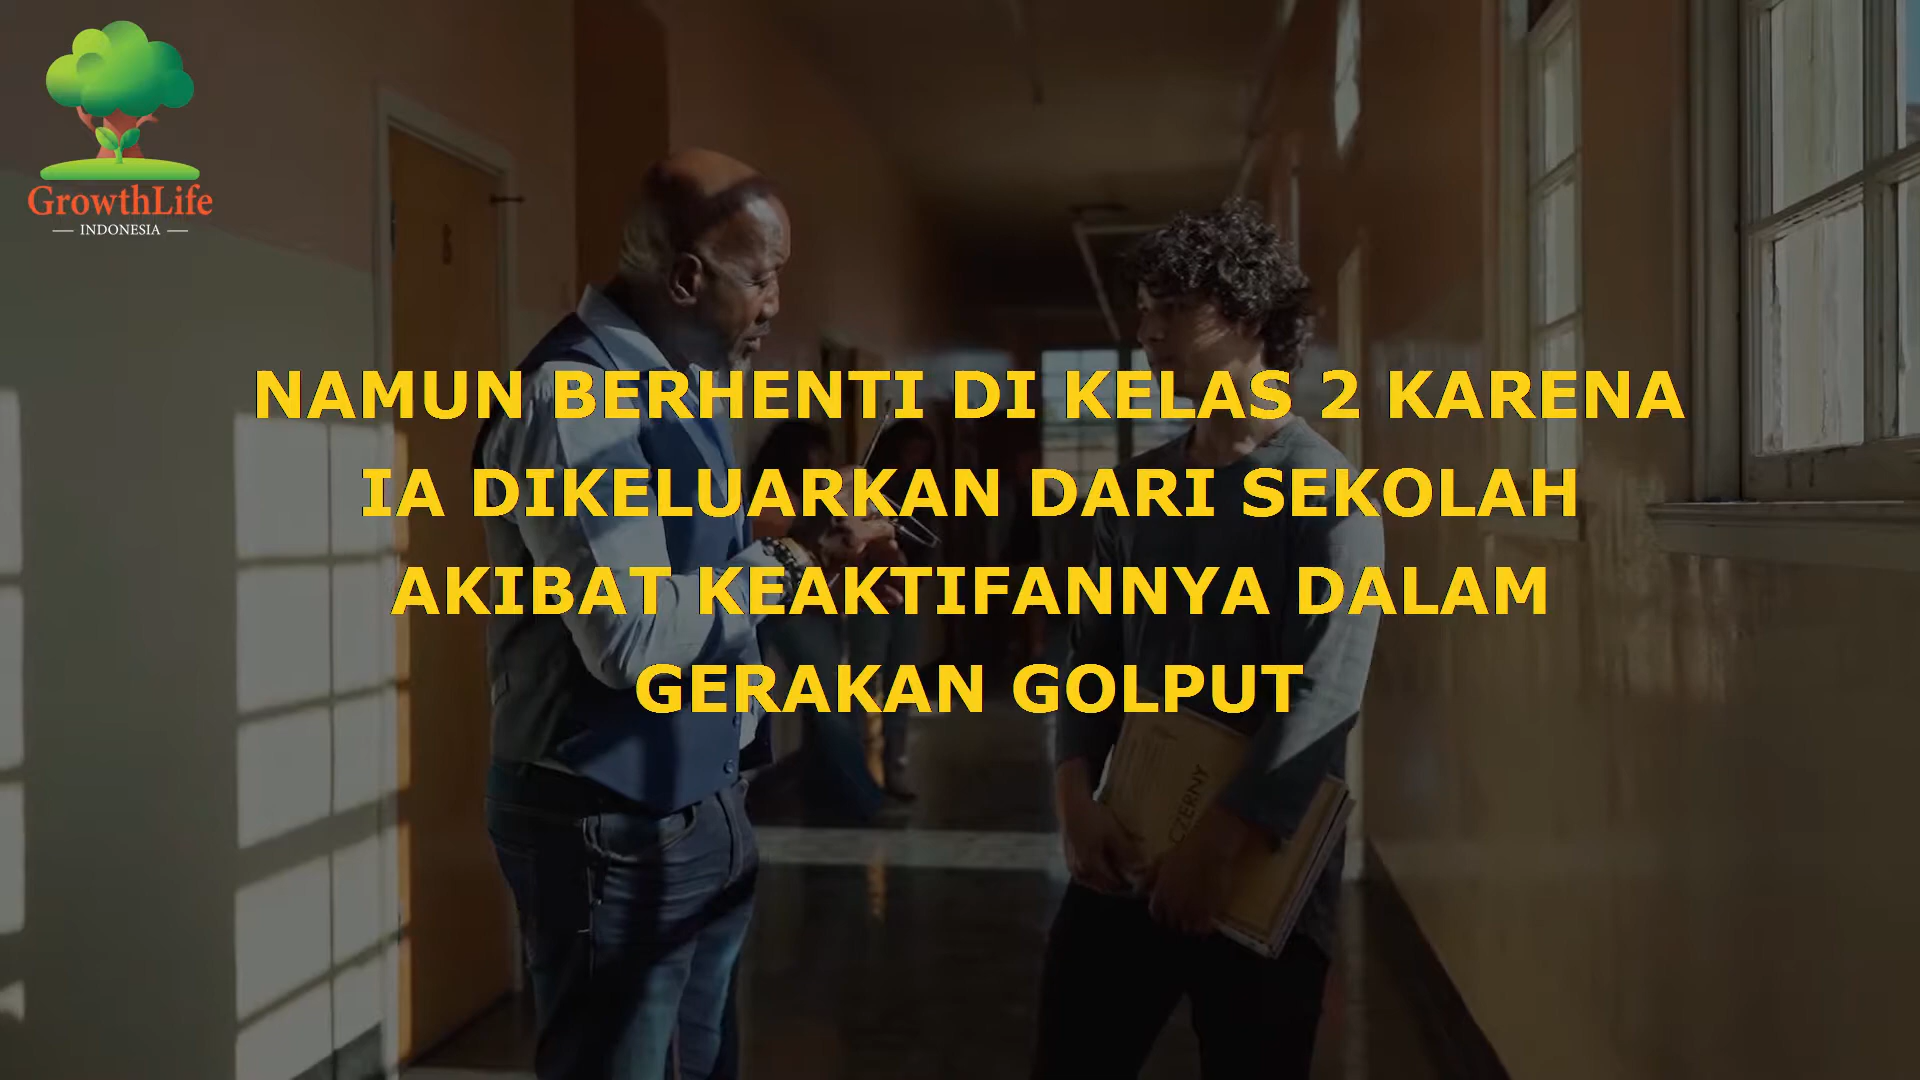 GrowthLife
INDONESIA
NAMUN BERHENTI DI KELAS 2 KARENA
IA DIKELUARKAN DARI SEKOLAH
AKIBAT KEAKTIFANNYA DALAM
GERAKAN GOLPUT
CZERNY